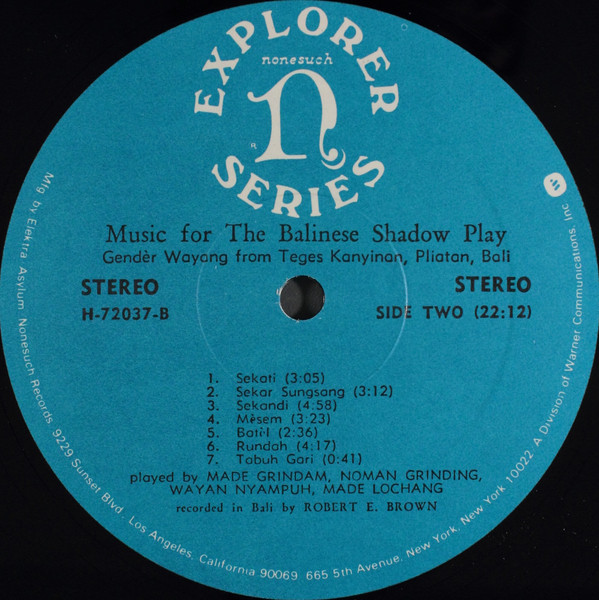 EXPLORER
nonesuch
n
R
SERIES
Music for The Balinese Shadow Play
Gendèr Wayang from Teges Kanyinan, Pliatan, Bali
STEREO
STEREO
H-72037-B
SIDE TWO (22:12)
1. Sekati (3:05)
2. Sekar Sungsang (3:12)
3. Sekandi (4:58)
4. Mèsem (3:23)
5. Batèl (2:36)
6. Rundah (4:17)
7. Tabuh Gari (0:41)
played by MADE GRINDAM, NOMAN GRINDING,
WAYAN NYAMPUH, MADE LOCHANG
recorded in Bali by ROBERT E. BROWN
Mfg by Elektra Asylum Nonesuch Records 9229 Sunset Blvd. Los Angeles, California 90069 665 5th Avenue, New York, New York 10022 A Division of Warner Communications, Inc